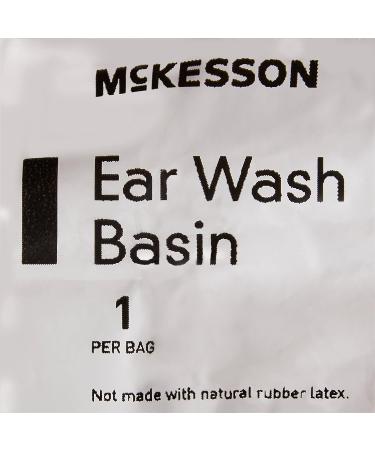 McKESSON
Ear Wash
Basin
1
PER BAG
Not made with natural rubber latex.